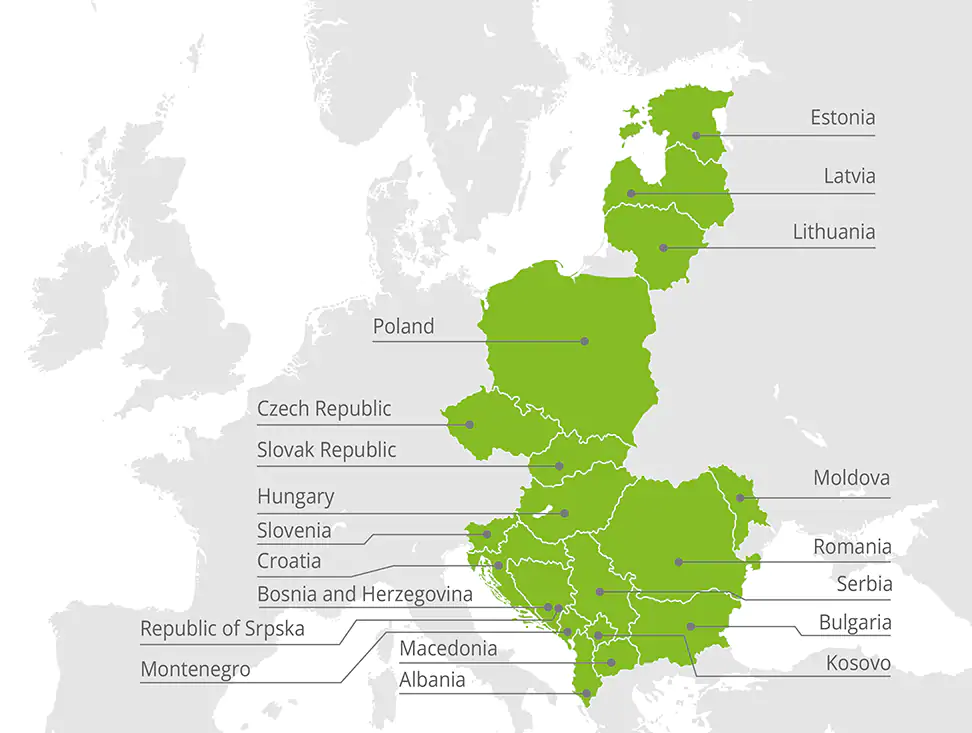 Estonia
Latvia
Lithuania
Poland
Czech Republic
Slovak Republic
Hungary
Slovenia
Croatia
Bosnia and Herzegovina
Republic of Srpska
Montenegro
Macedonia
Albania
Moldova
Romania
Serbia
Bulgaria
Kosovo